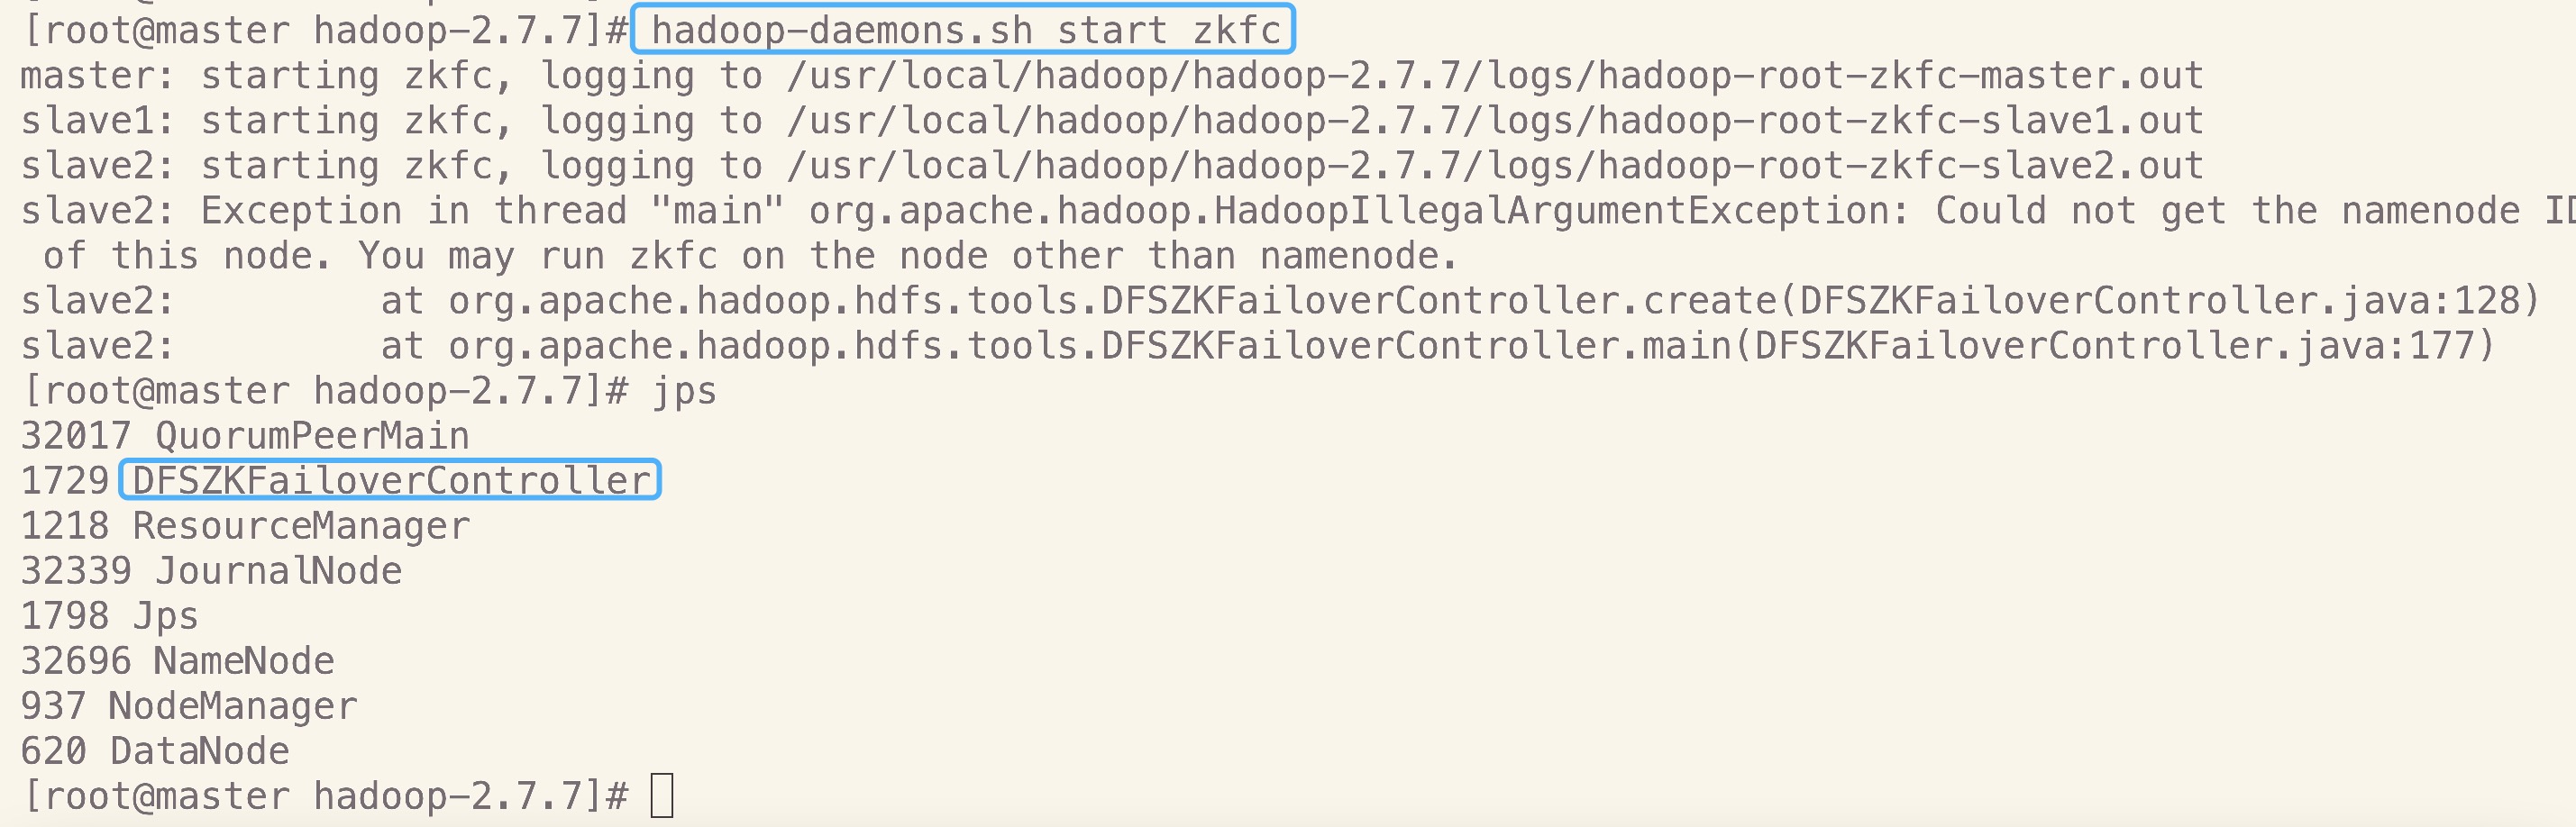 [root@master hadoop-2.7.7]# hadoop-daemons.sh start zkfc
master: starting zkfc, logging to /usr/local/hadoop/hadoop-2.7.7/logs/hadoop-root-zkfc-master.out
slave1: starting zkfc, logging to /usr/local/hadoop/hadoop-2.7.7/logs/hadoop-root-zkfc-slave1.out
slave2: starting zkfc, logging to /usr/local/hadoop/hadoop-2.7.7/logs/hadoop-root-zkfc-slave2.out
slave2: Exception in thread "main" org.apache.hadoop.HadoopIllegalArgumentException: Could not get the namenode ID
 of this node. You may run zkfc on the node other than namenode.
slave2:         at org.apache.hadoop.hdfs.tools.DFSZKFailoverController.create(DFSZKFailoverController.java:128)
slave2:         at org.apache.hadoop.hdfs.tools.DFSZKFailoverController.main(DFSZKFailoverController.java:177)
[root@master hadoop-2.7.7]# jps
32017 QuorumPeerMain
1729 DFSZKFailoverController
1218 ResourceManager
32339 JournalNode
1798 Jps
32696 NameNode
937 NodeManager
620 DataNode
[root@master hadoop-2.7.7]#